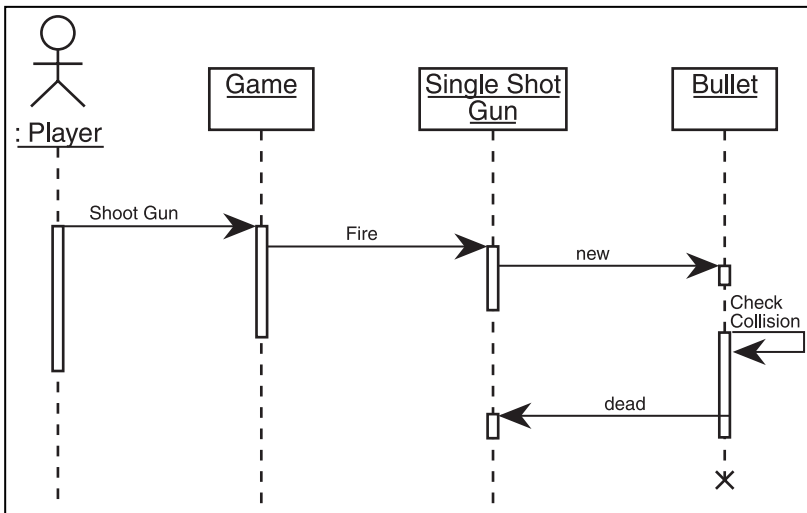 Game
Single Shot
Gun
Bullet
: Player
Shoot Gun
Fire
new
Check
Collision
dead